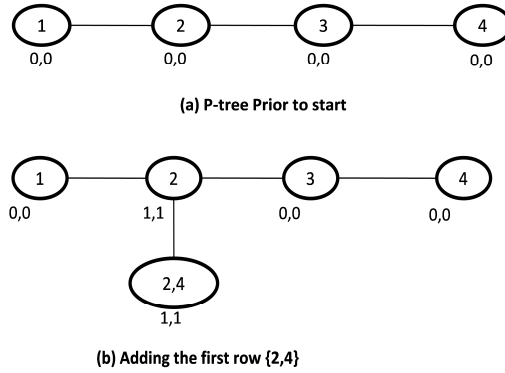 1 2 3 4
0,0 0,0 0,0 0,0
(a) P-tree Prior to start
1 2 3 4
0,0 1,1 0,0 0,0
2,4
1,1
(b) Adding the first row {2,4}